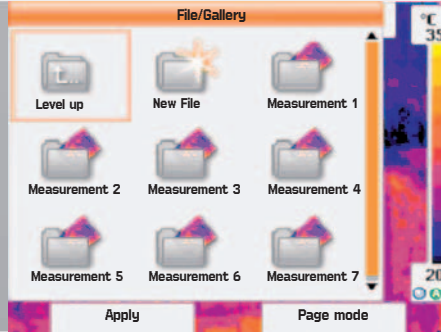 File/Gallery
°C
35
Level up
New File
Measurement 1
Measurement 2
Measurement 3
Measurement 4
Measurement 5
Measurement 6
Measurement 7
20
Apply
Page mode